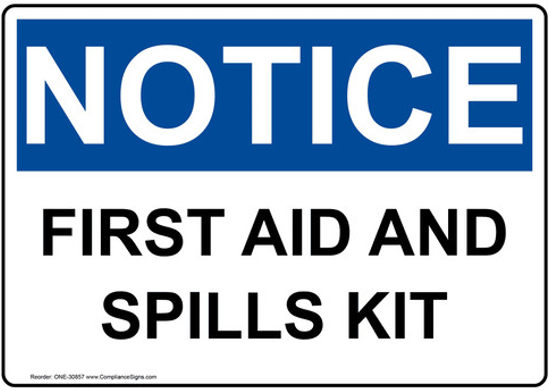 NOTICE
FIRST AID AND
SPILLS KIT
Reorder: ONE-30857 www.ComplianceSigns.com